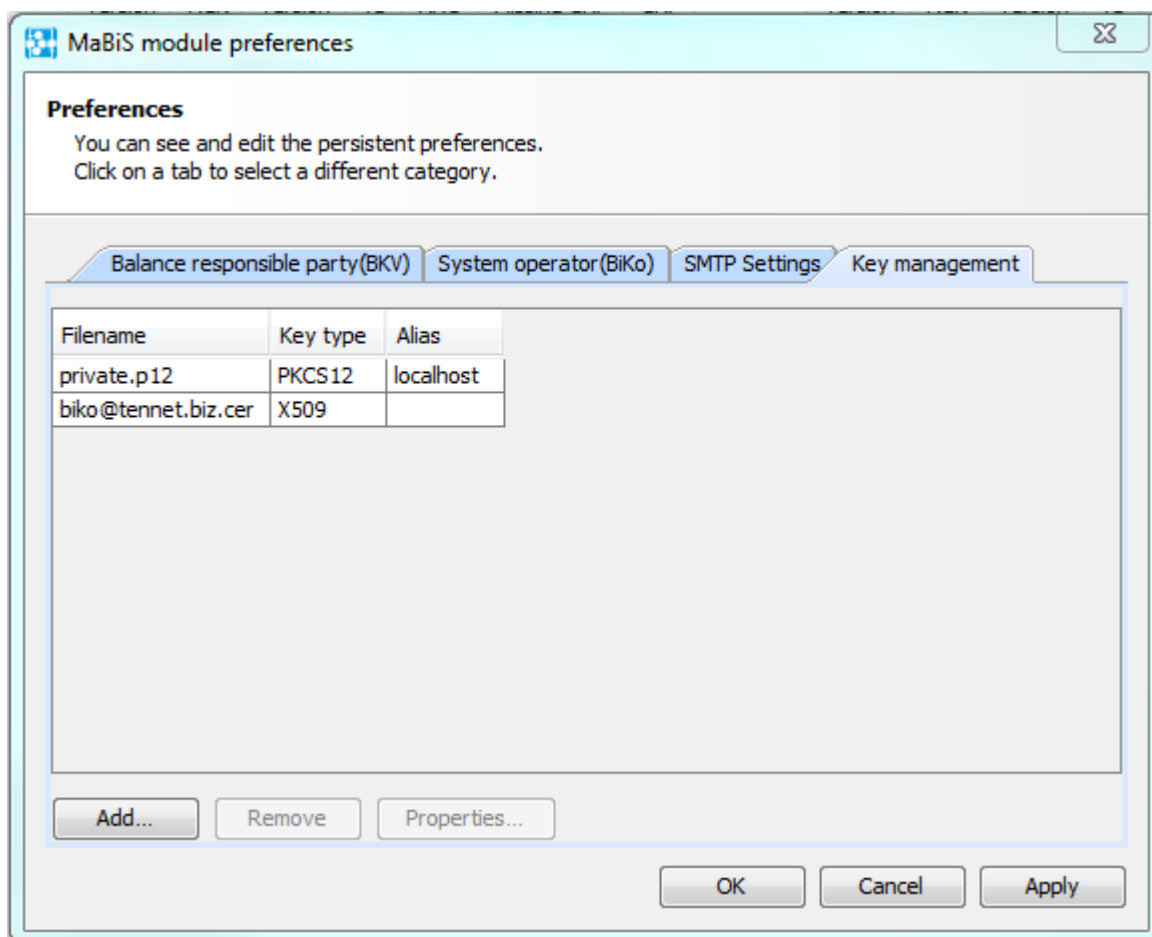 MaBiS module preferences
Preferences
You can see and edit the persistent preferences.
Click on a tab to select a different category.
Balance responsible party(BKV) System operator(BiKo) SMTP Settings Key management
Filename Key type Alias
private.p12 PKCS12 localhost
biko@tennet.biz.cer X509
Add... Remove Properties...
OK Cancel Apply